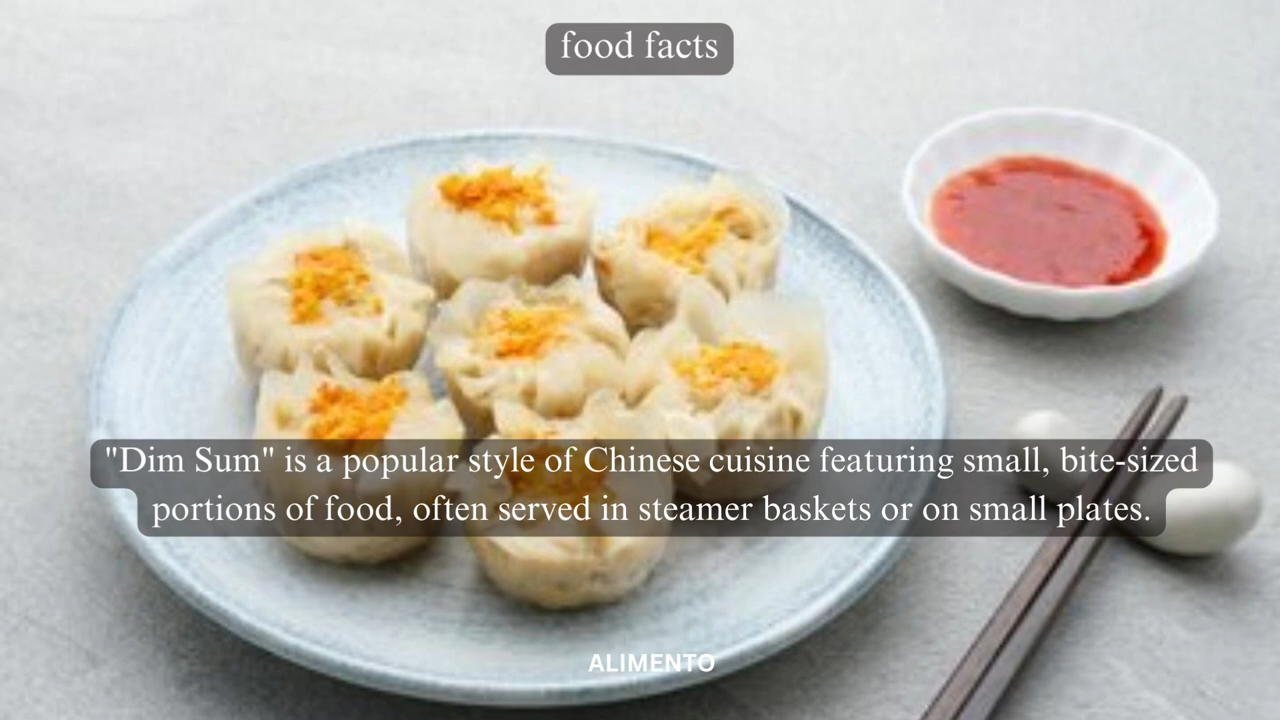 food facts
"Dim Sum" is a popular style of Chinese cuisine featuring small, bite-sized
portions of food, often served in steamer baskets or on small plates.
ALIMENTO